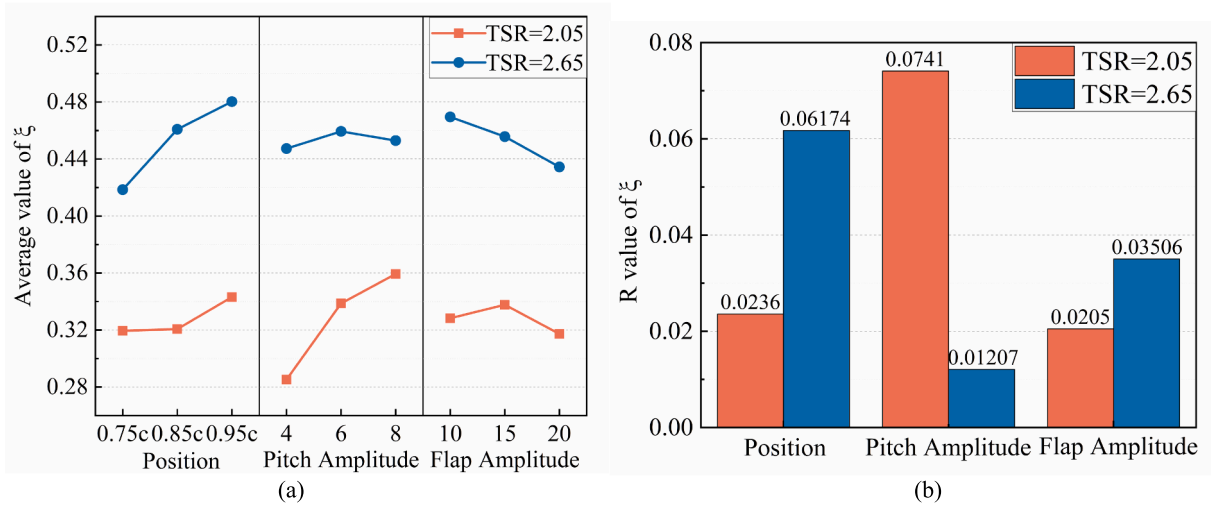 Average value of ξ
0.52
0.48
0.44
0.40
0.36
0.32
0.28
TSR=2.05
TSR=2.65
0.75c 0.85c 0.95c 4 6 8 10 15 20
Position Pitch Amplitude Flap Amplitude
(a)
R value of ξ
0.08
0.06
0.04
0.02
0.00
TSR=2.05
TSR=2.65
0.0236
0.06174
0.0741
0.01207
0.0205
0.03506
Position Pitch Amplitude Flap Amplitude
(b)